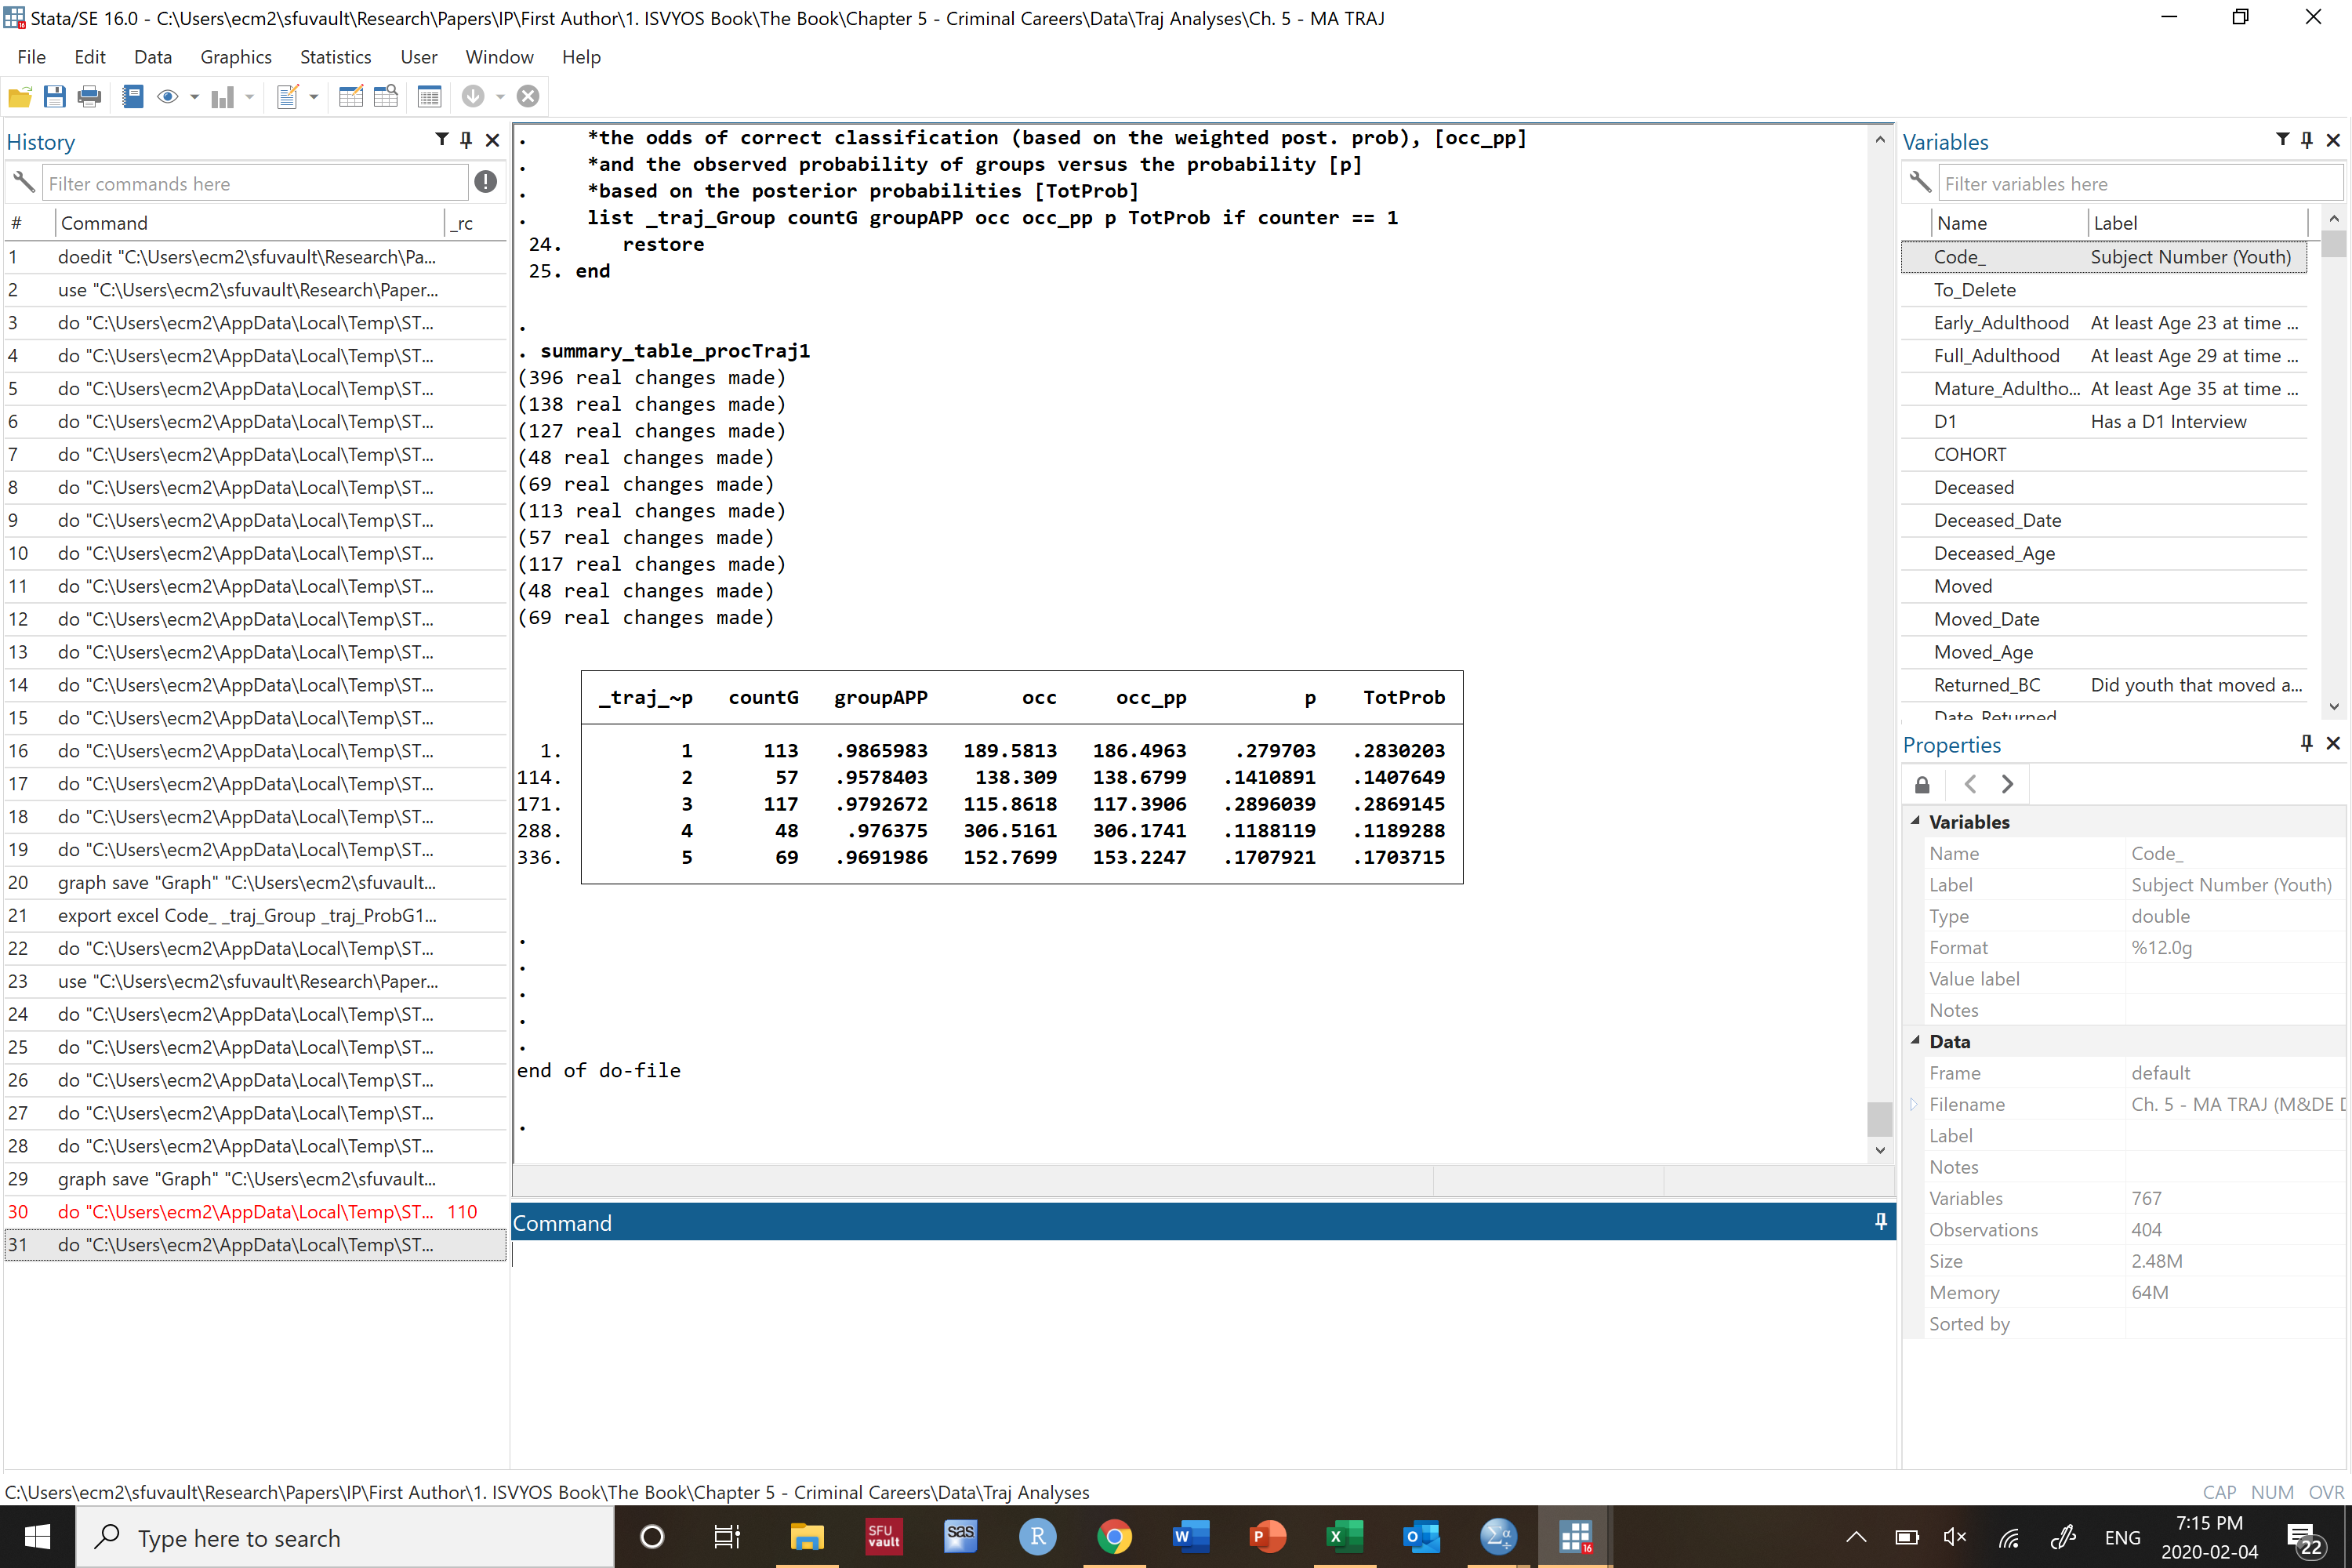 Stata/SE 16.0 - C:\Users\ecm2\sfuvault\Research\Papers\IP\First Author\1. ISVYOS Book\The Book\Chapter 5 - Criminal Careers\Data\Traj Analyses\Ch. 5 - MA TRAJ
File Edit Data Graphics Statistics User Window Help
History
Filter commands here
# Command _rc
1 doedit "C:\Users\ecm2\sfuvault\Research\Pa...
2 use "C:\Users\ecm2\sfuvault\Research\Paper...
3 do "C:\Users\ecm2\AppData\Local\Temp\ST...
4 do "C:\Users\ecm2\AppData\Local\Temp\ST...
5 do "C:\Users\ecm2\AppData\Local\Temp\ST...
6 do "C:\Users\ecm2\AppData\Local\Temp\ST...
7 do "C:\Users\ecm2\AppData\Local\Temp\ST...
8 do "C:\Users\ecm2\AppData\Local\Temp\ST...
9 do "C:\Users\ecm2\AppData\Local\Temp\ST...
10 do "C:\Users\ecm2\AppData\Local\Temp\ST...
11 do "C:\Users\ecm2\AppData\Local\Temp\ST...
12 do "C:\Users\ecm2\AppData\Local\Temp\ST...
13 do "C:\Users\ecm2\AppData\Local\Temp\ST...
14 do "C:\Users\ecm2\AppData\Local\Temp\ST...
15 do "C:\Users\ecm2\AppData\Local\Temp\ST...
16 do "C:\Users\ecm2\AppData\Local\Temp\ST...
17 do "C:\Users\ecm2\AppData\Local\Temp\ST...
18 do "C:\Users\ecm2\AppData\Local\Temp\ST...
19 do "C:\Users\ecm2\AppData\Local\Temp\ST...
20 graph save "Graph" "C:\Users\ecm2\sfuvault...
21 export excel Code_ _traj_Group _traj_ProbG1...
22 do "C:\Users\ecm2\AppData\Local\Temp\ST...
23 use "C:\Users\ecm2\sfuvault\Research\Paper...
24 do "C:\Users\ecm2\AppData\Local\Temp\ST...
25 do "C:\Users\ecm2\AppData\Local\Temp\ST...
26 do "C:\Users\ecm2\AppData\Local\Temp\ST...
27 do "C:\Users\ecm2\AppData\Local\Temp\ST...
28 do "C:\Users\ecm2\AppData\Local\Temp\ST...
29 graph save "Graph" "C:\Users\ecm2\sfuvault...
30 do "C:\Users\ecm2\AppData\Local\Temp\ST... 110
31 do "C:\Users\ecm2\AppData\Local\Temp\ST...
. *the odds of correct classification (based on the weighted post. prob), [occ_pp]
. *and the observed probability of groups versus the probability [p]
. *based on the posterior probabilities [TotProb]
. list _traj_Group countG groupAPP occ occ_pp p TotProb if counter == 1
24. restore
25. end
.
. summary_table_procTraj1
(396 real changes made)
(138 real changes made)
(127 real changes made)
(48 real changes made)
(69 real changes made)
(113 real changes made)
(57 real changes made)
(117 real changes made)
(48 real changes made)
(69 real changes made)
_traj_~p countG groupAPP occ occ_pp p TotProb
1. 1 113 .9865983 189.5813 186.4963 .279703 .2830203
114. 2 57 .9578403 138.309 138.6799 .1410891 .1407649
171. 3 117 .9792672 115.8618 117.3906 .2896039 .2869145
288. 4 48 .976375 306.5161 306.1741 .1188119 .1189288
336. 5 69 .9691986 152.7699 153.2247 .1707921 .1703715
.
.
.
.
.
end of do-file
.
Command
Variables
Filter variables here
Name Label
Code_ Subject Number (Youth)
To_Delete
Early_Adulthood At least Age 23 at time ...
Full_Adulthood At least Age 29 at time ...
Mature_Adultho... At least Age 35 at time ...
D1 Has a D1 Interview
COHORT
Deceased
Deceased_Date
Deceased_Age
Moved
Moved_Date
Moved_Age
Returned_BC Did youth that moved a...
Date_Returned
Properties
Variables
Name Code_
Label Subject Number (Youth)
Type double
Format %12.0g
Value label
Notes
Data
Frame default
Filename Ch. 5 - MA TRAJ (M&DE D
Label
Notes
Variables 767
Observations 404
Size 2.48M
Memory 64M
Sorted by
C:\Users\ecm2\sfuvault\Research\Papers\IP\First Author\1. ISVYOS Book\The Book\Chapter 5 - Criminal Careers\Data\Traj Analyses
CAP NUM OVR
Type here to search
SFU
vault
sas
R
W
P
X
O
Σα
16
ENG
7:15 PM
2020-02-04
22